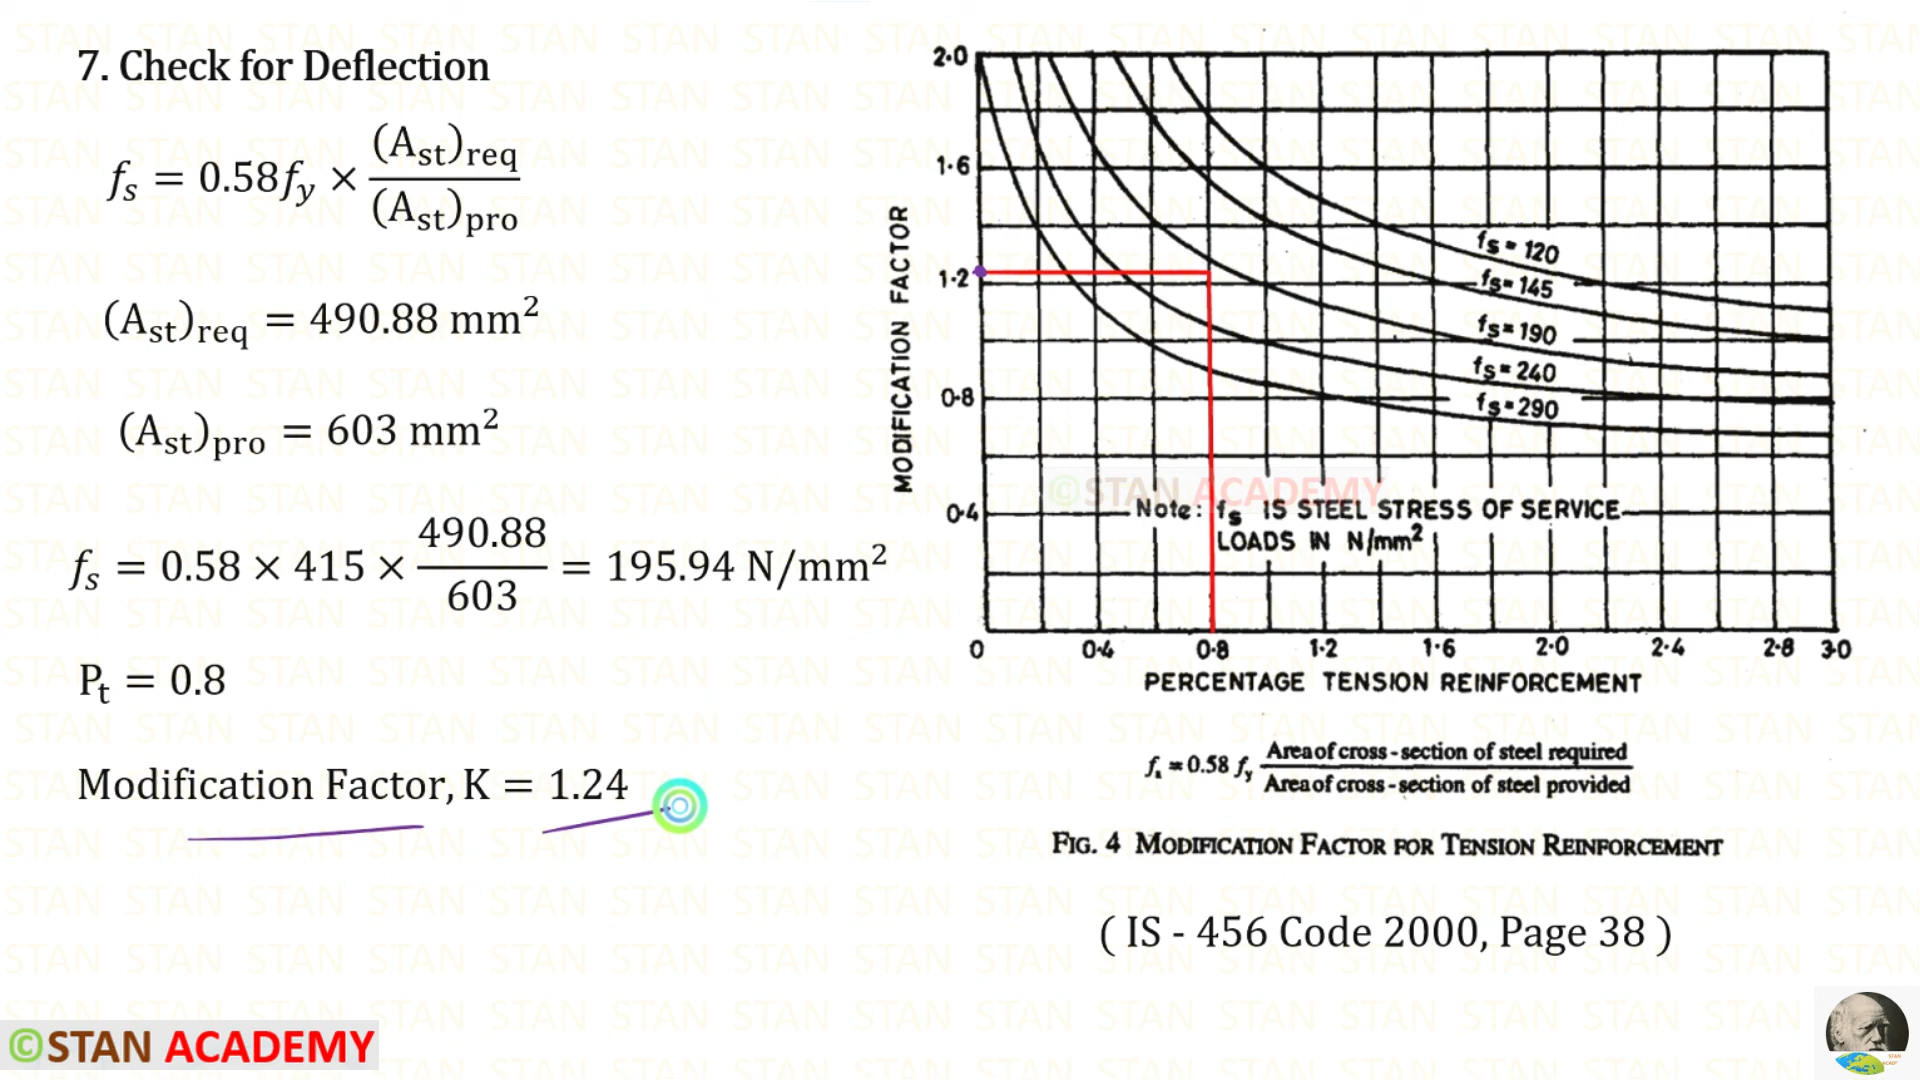 7. Check for Deflection
fs = 0.58fy × (Ast)req / (Ast)pro
(Ast)req = 490.88 mm²
(Ast)pro = 603 mm²
fs = 0.58 × 415 × 490.88 / 603 = 195.94 N/mm²
Pt = 0.8
Modification Factor, K = 1.24
MODIFICATION FACTOR
2·0
1·6
1·2
0·8
0·4
fs = 120
fs = 145
fs = 190
fs = 240
fs = 290
©STAN ACADEMY
Note: fs IS STEEL STRESS OF SERVICE
LOADS IN N/mm²
0 0·4 0·8 1·2 1·6 2·0 2·4 2·8 3·0
PERCENTAGE TENSION REINFORCEMENT
fs = 0.58 fy Area of cross-section of steel required / Area of cross-section of steel provided
FIG. 4 MODIFICATION FACTOR FOR TENSION REINFORCEMENT
( IS - 456 Code 2000, Page 38 )
©STAN ACADEMY